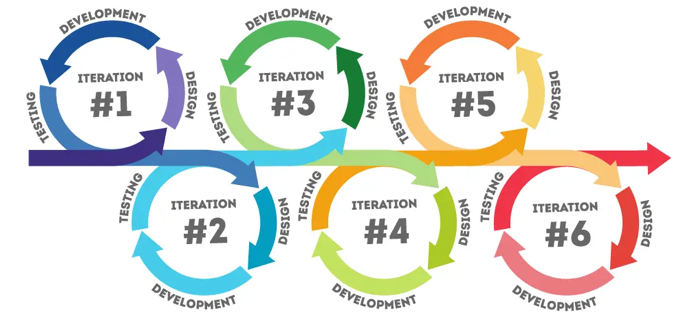 DEVELOPMENT
ITERATION
#1
DESIGN
TESTING
DEVELOPMENT
ITERATION
#3
DESIGN
TESTING
DEVELOPMENT
ITERATION
#5
DESIGN
TESTING
TESTING
ITERATION
#2
DESIGN
DEVELOPMENT
TESTING
ITERATION
#4
DESIGN
DEVELOPMENT
TESTING
ITERATION
#6
DESIGN
DEVELOPMENT